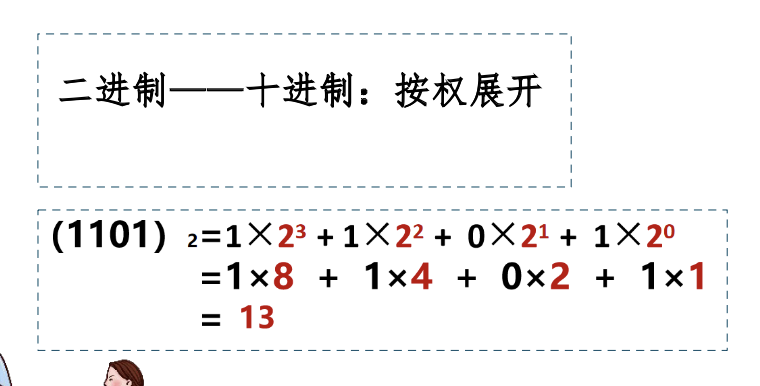 二进制——十进制：按权展开
(1101) ₂=1×2³ + 1×2² + 0×2¹ + 1×2⁰
=1×8 + 1×4 + 0×2 + 1×1
= 13